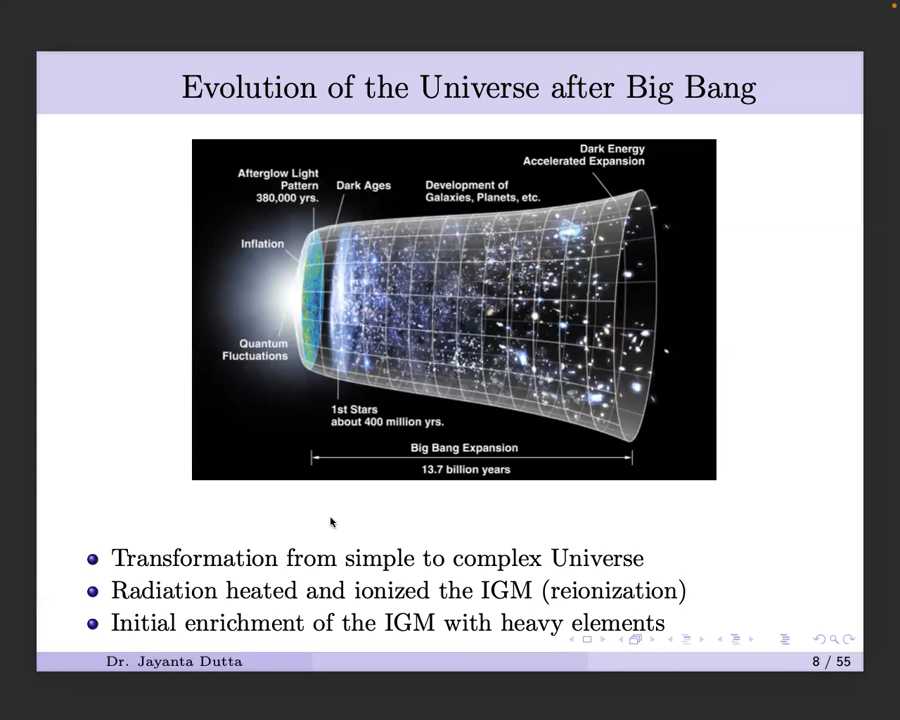 Evolution of the Universe after Big Bang
Dark Energy
Accelerated Expansion
Afterglow Light
Pattern
380,000 yrs.
Dark Ages
Development of
Galaxies, Planets, etc.
Inflation
Quantum
Fluctuations
1st Stars
about 400 million yrs.
Big Bang Expansion
13.7 billion years
Transformation from simple to complex Universe
Radiation heated and ionized the IGM (reionization)
Initial enrichment of the IGM with heavy elements
Dr. Jayanta Dutta
8 / 55